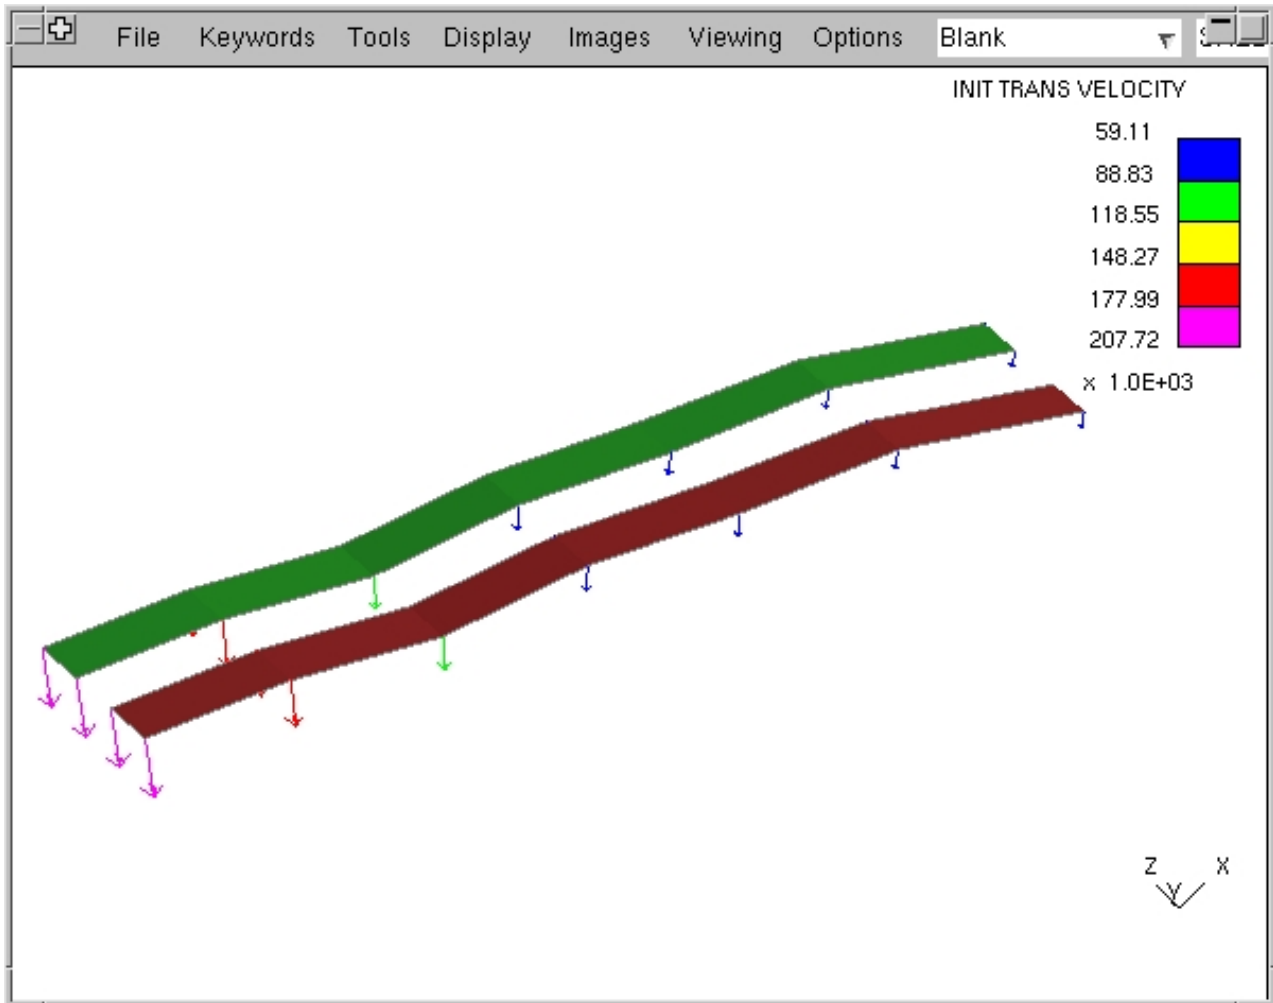 File Keywords Tools Display Images Viewing Options Blank
INIT TRANS VELOCITY
59.11
88.83
118.55
148.27
177.99
207.72
x 1.0E+03
Z Y X